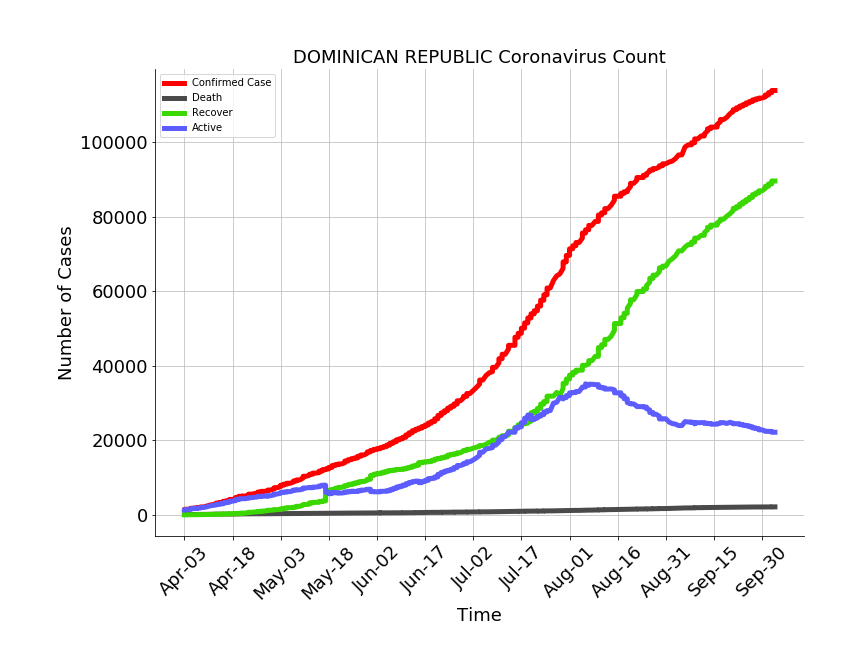 DOMINICAN REPUBLIC Coronavirus Count
Confirmed Case
Death
Recover
Active
Number of Cases
100000
80000
60000
40000
20000
0
Apr-03
Apr-18
May-03
May-18
Jun-02
Jun-17
Jul-02
Jul-17
Aug-01
Aug-16
Aug-31
Sep-15
Sep-30
Time